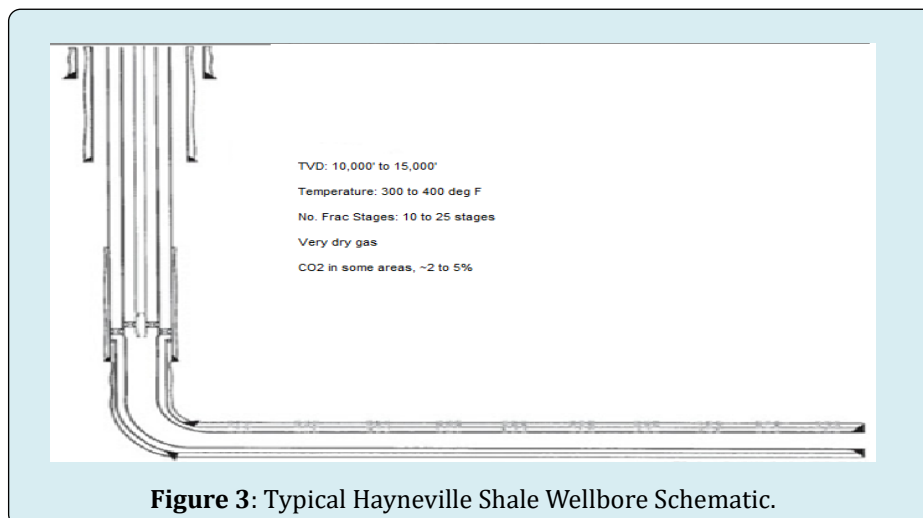 TVD: 10,000' to 15,000'
Temperature: 300 to 400 deg F
No. Frac Stages: 10 to 25 stages
Very dry gas
CO2 in some areas, ~2 to 5%
Figure 3: Typical Hayneville Shale Wellbore Schematic.